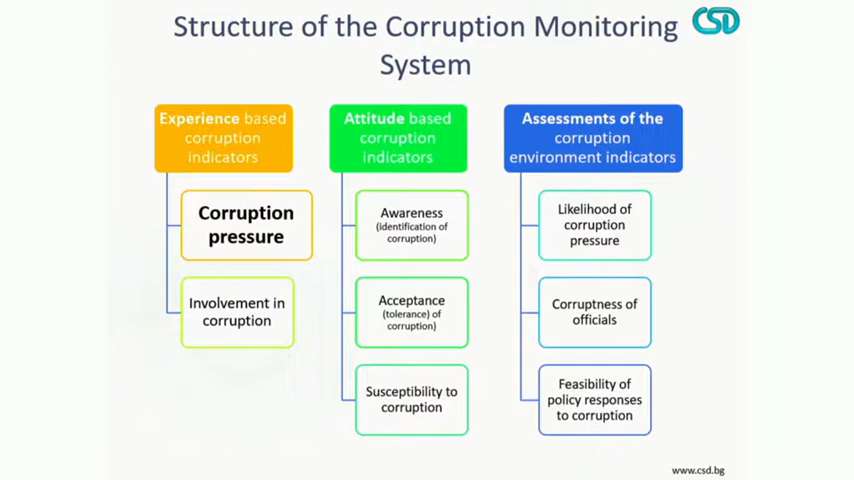 Structure of the Corruption Monitoring
System
CSD
Experience based
corruption
indicators
Corruption
pressure
Involvement in
corruption
Attitude based
corruption
indicators
Awareness
(identification of
corruption)
Acceptance
(tolerance) of
corruption)
Susceptibility to
corruption
Assessments of the
corruption
environment indicators
Likelihood of
corruption
pressure
Corruptness of
officials
Feasibility of
policy responses
to corruption
www.csd.bg